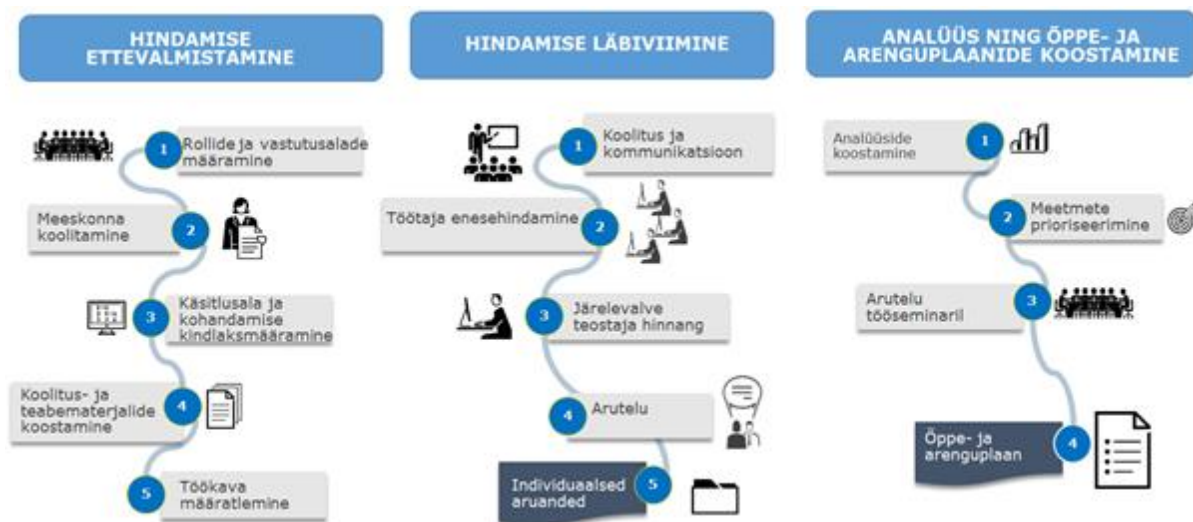 HINDAMISE
ETTEVALMISTAMINE
1
Rollide ja vastutusalade
määramine
Meeskonna
koolitamine
2
3
Käsitlusala ja
kohandamise
kindlaksmääramine
Koolitus- ja
teabematerjalide
koostamine
4
5
Töökava
määratlemine
HINDAMISE LÄBIVIIMINE
1
Koolitus ja
kommunikatsioon
Töötaja enesehindamine
2
3
Järelevalve
teostaja hinnang
4
Arutelu
Individuaalsed
aruanded
5
ANALÜÜS NING ÕPPE- JA
ARENGUPLAANIDE KOOSTAMINE
Analüüside
koostamine
1
2
Meetmete
prioriseerimine
Arutelu
tööseminaril
3
Õppe- ja
arenguplaan
4